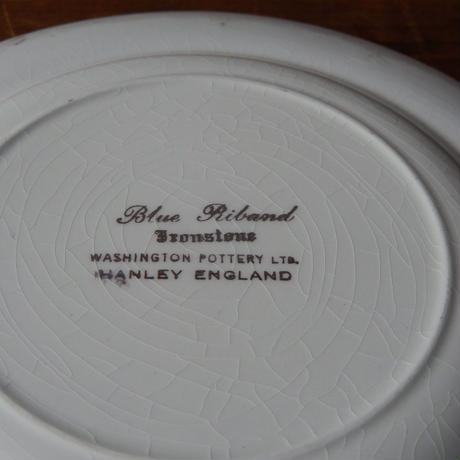 Blue Riband
Ironstone
WASHINGTON POTTERY LTD.
HANLEY ENGLAND